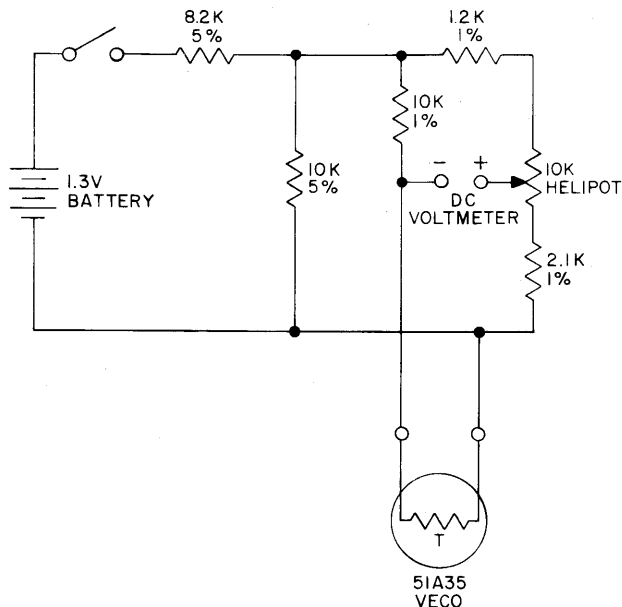 8.2K
5%
1.2K
1%
10K
1%
1.3V
BATTERY
10K
5%
- +
DC
VOLTMETER
10K
HELIPOT
2.1K
1%
T
51A35
VECO